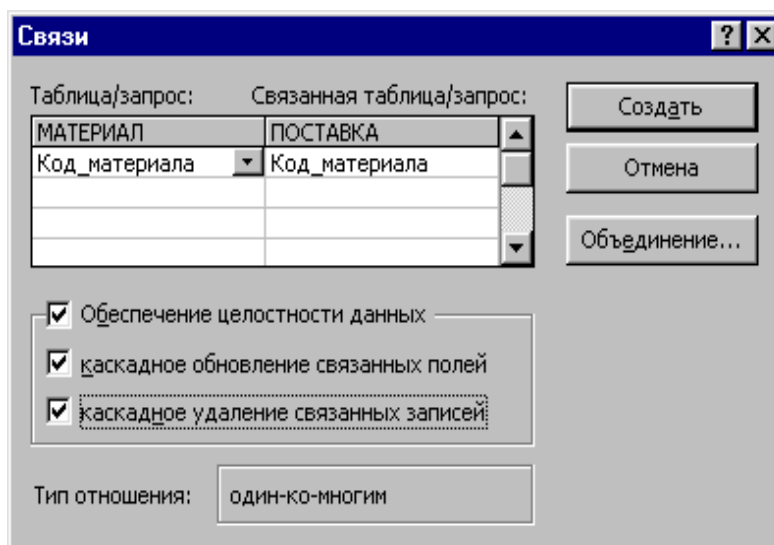 Связи
Таблица/запрос: Связанная таблица/запрос:
МАТЕРИАЛ ПОСТАВКА
Код_материала Код_материала
Создать
Отмена
Объединение...
Обеспечение целостности данных
каскадное обновление связанных полей
каскадное удаление связанных записей
Тип отношения: один-ко-многим